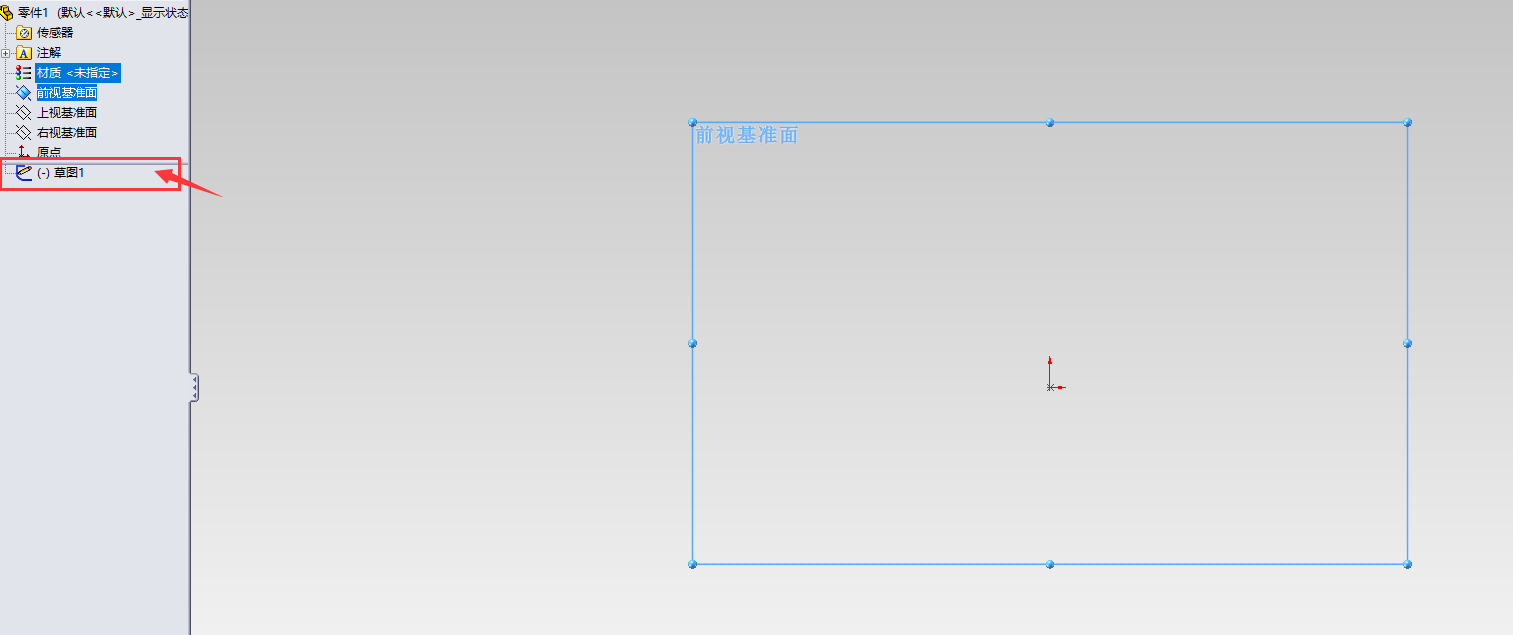 零件1 (默认<<默认>_显示状态
传感器
A 注解
材质 <未指定>
前视基准面
上视基准面
右视基准面
原点
(-) 草图1
前视基准面